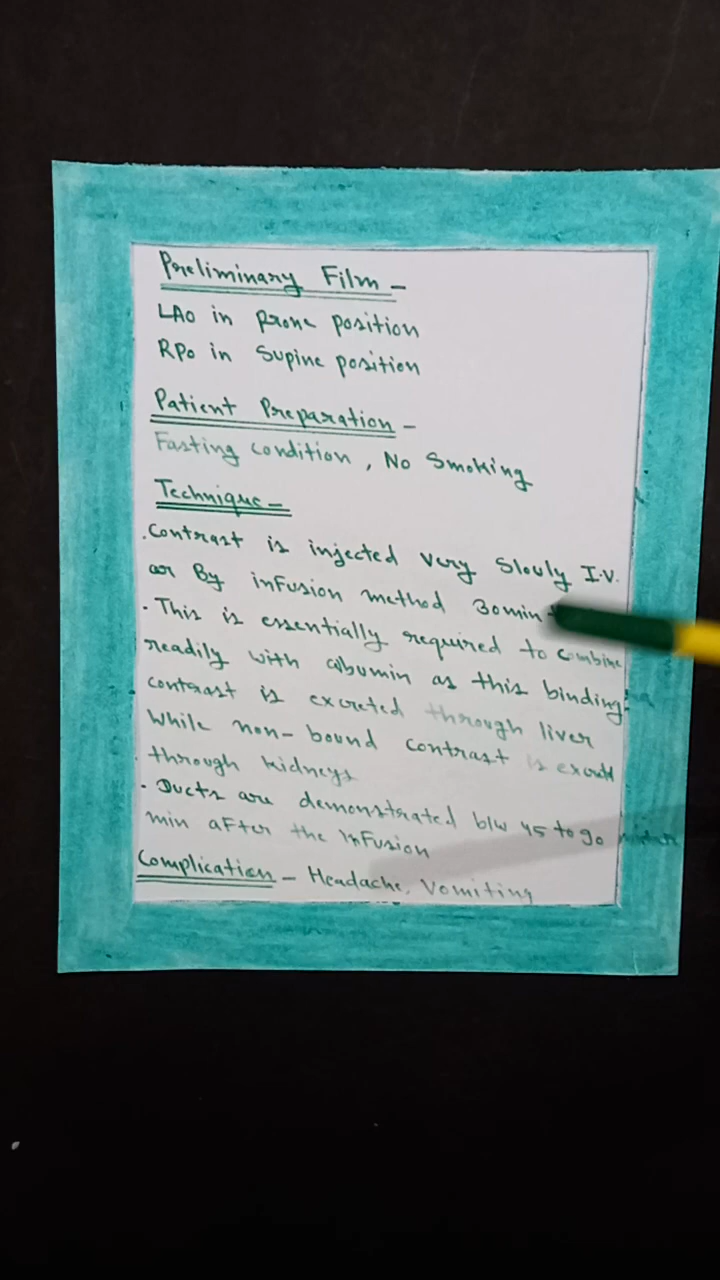 Preliminary Film -
LAO in prone position
RPO in Supine position
Patient Preparation -
Fasting condition, No Smoking
Technique -
. Contrast is injected very slowly I.V.
or By infusion method 30min
. This is essentially required to combine
readily with albumin as this binding
contrast is excreted through liver
While non-bound contrast is
through kidneys
. Ducts are demonstrated b/w 45 to 90
min after the infusion
Complication - Headache, Vomiting